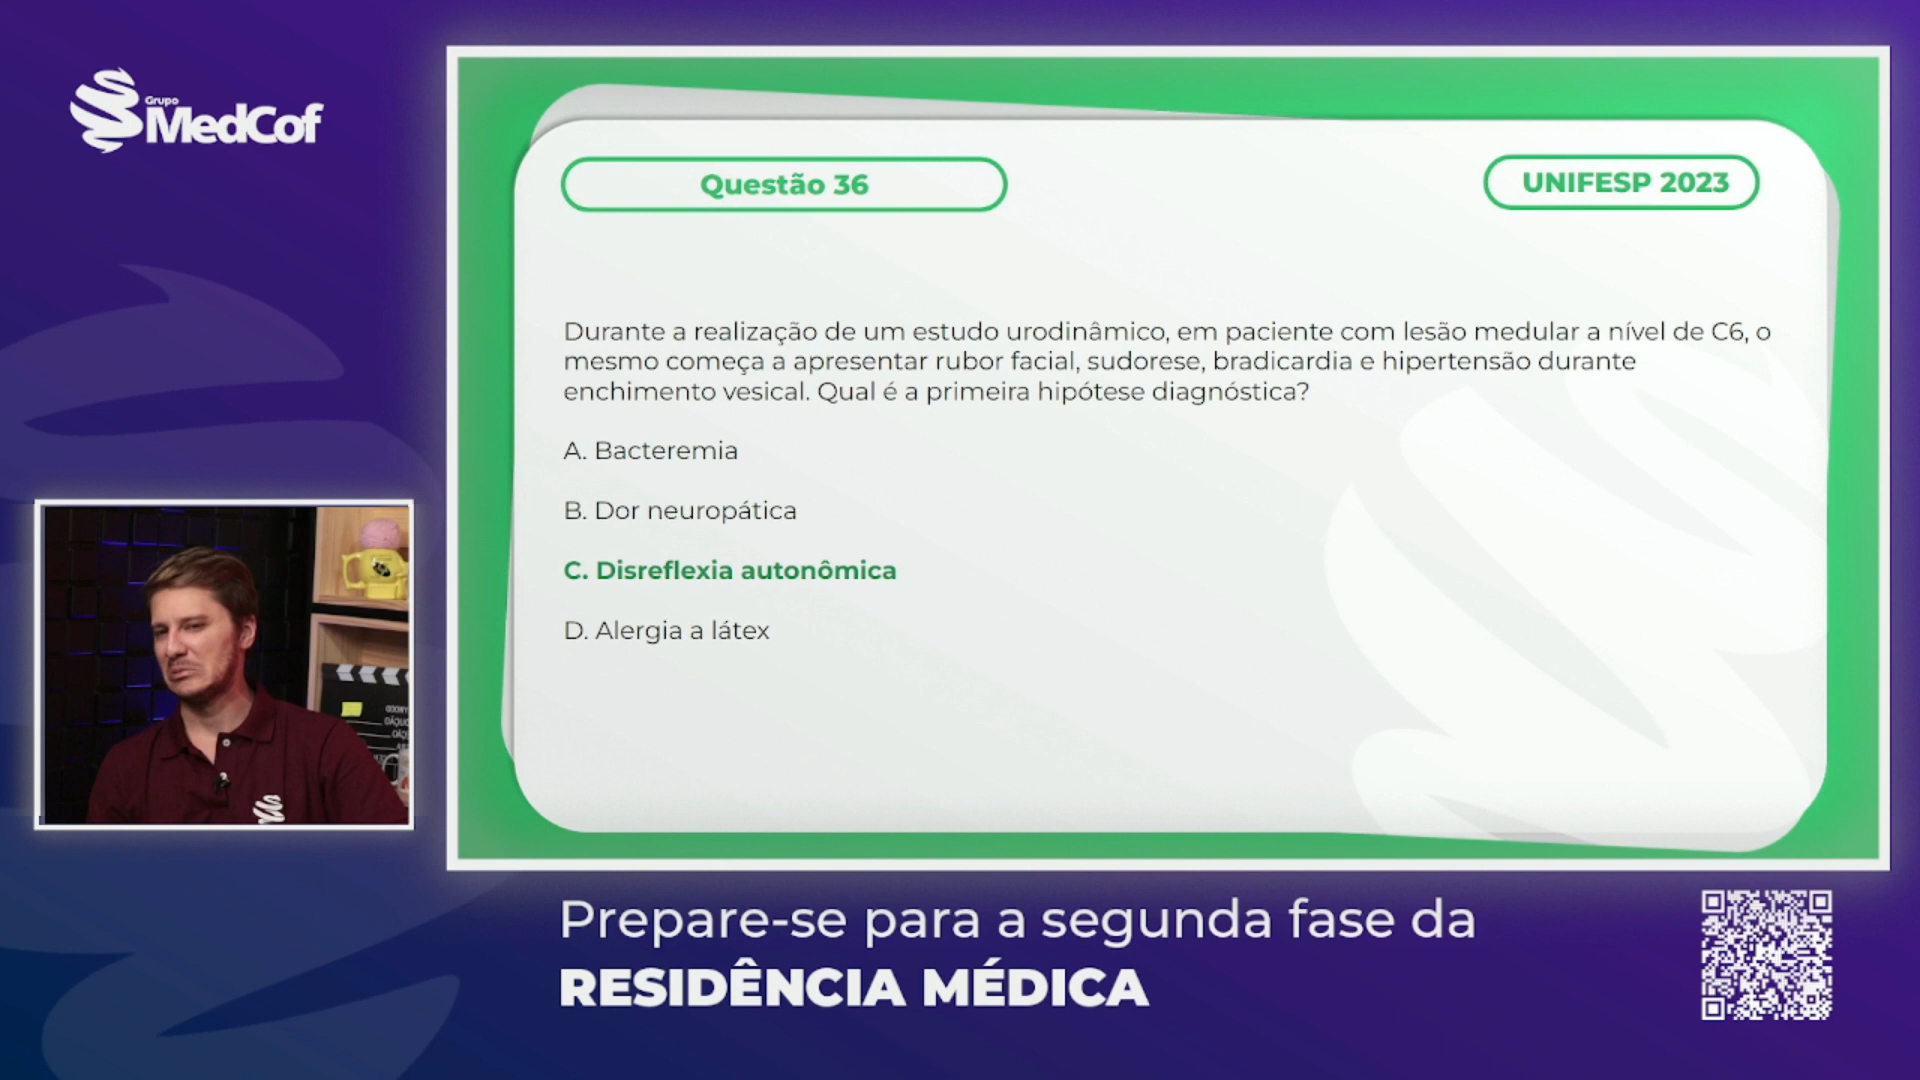 Grupo
MedCof
Questão 36
UNIFESP 2023
Durante a realização de um estudo urodinâmico, em paciente com lesão medular a nível de C6, o
mesmo começa a apresentar rubor facial, sudorese, bradicardia e hipertensão durante
enchimento vesical. Qual é a primeira hipótese diagnóstica?
A. Bacteremia
B. Dor neuropática
C. Disreflexia autonômica
D. Alergia a látex
Prepare-se para a segunda fase da
RESIDÊNCIA MÉDICA